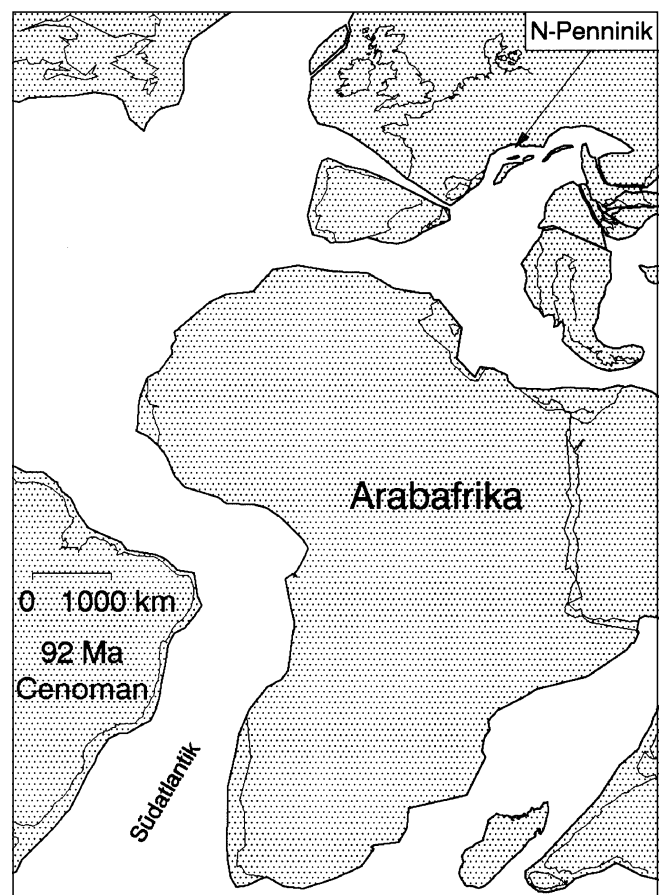 N-Penninik
Arabafrika
0 1000 km
92 Ma
Cenoman
Südatlantik